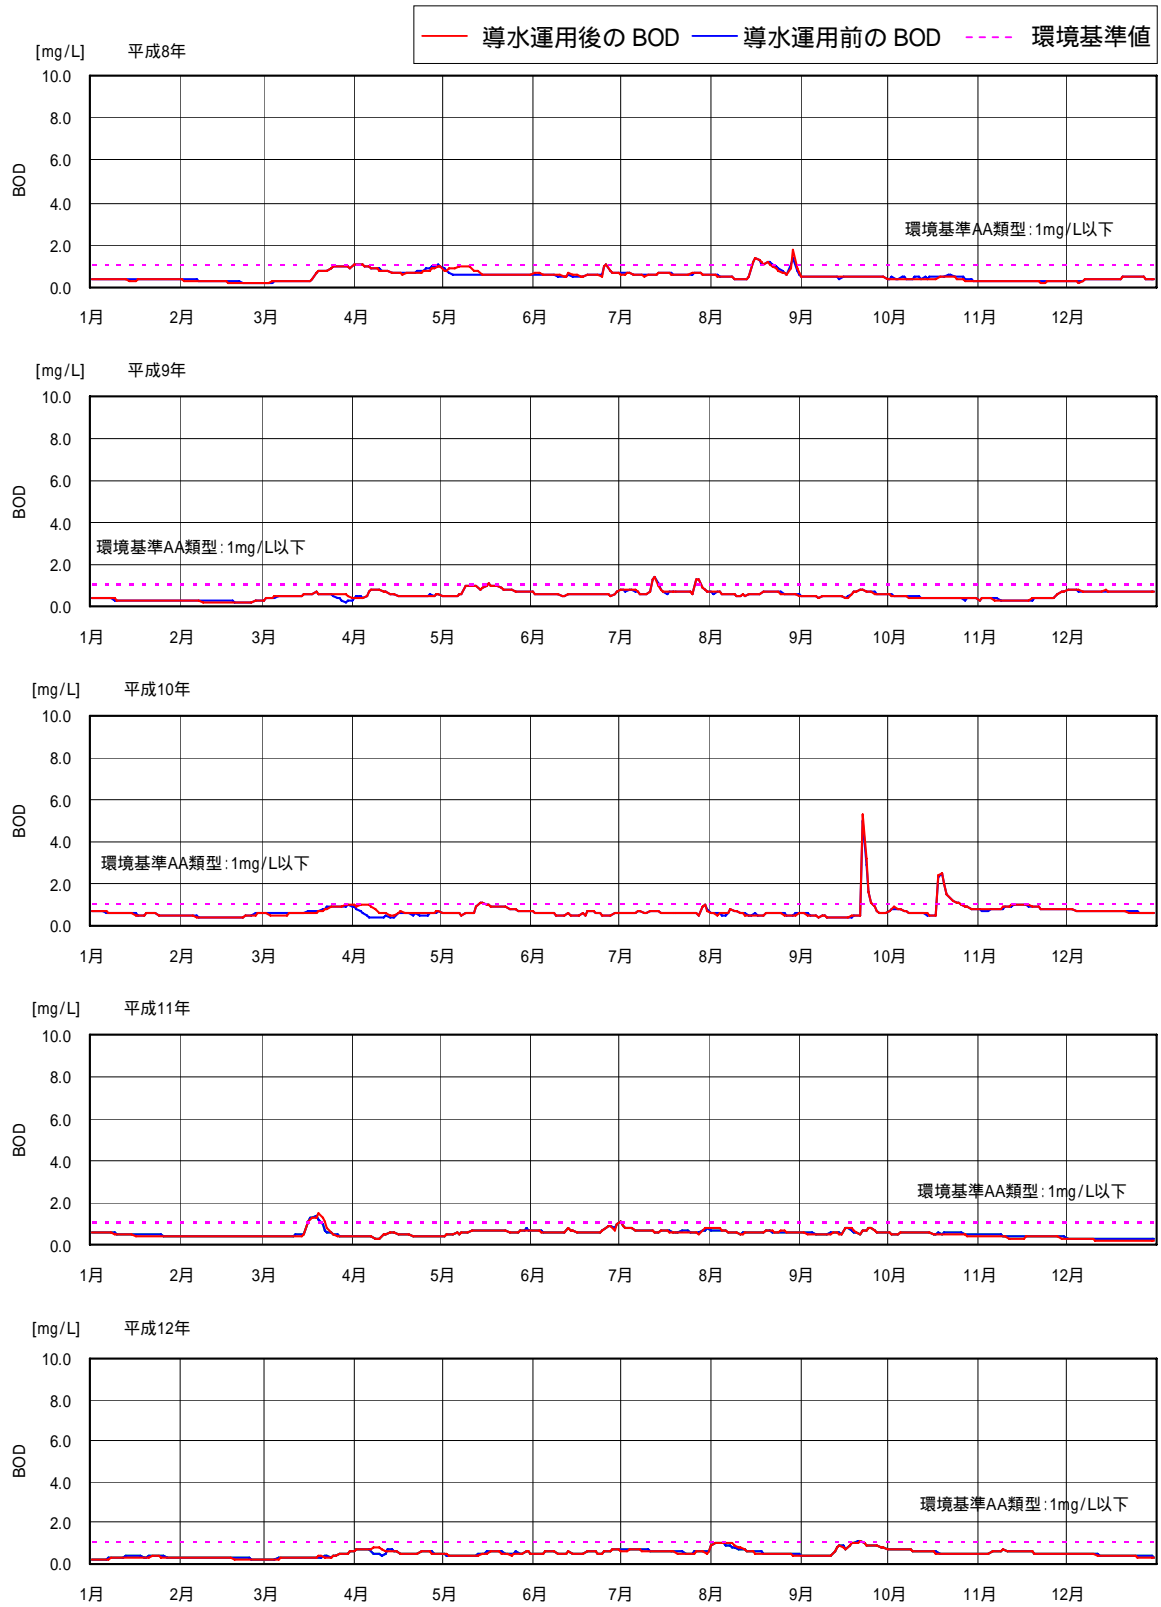 導水運用後の BOD 導水運用前の BOD 環境基準値
[mg/L] 平成8年
10.0
8.0
6.0
4.0
2.0
0.0
BOD
環境基準AA類型:1mg/L以下
1月 2月 3月 4月 5月 6月 7月 8月 9月 10月 11月 12月
[mg/L] 平成9年
10.0
8.0
6.0
4.0
2.0
0.0
BOD
環境基準AA類型:1mg/L以下
1月 2月 3月 4月 5月 6月 7月 8月 9月 10月 11月 12月
[mg/L] 平成10年
10.0
8.0
6.0
4.0
2.0
0.0
BOD
環境基準AA類型:1mg/L以下
1月 2月 3月 4月 5月 6月 7月 8月 9月 10月 11月 12月
[mg/L] 平成11年
10.0
8.0
6.0
4.0
2.0
0.0
BOD
環境基準AA類型:1mg/L以下
1月 2月 3月 4月 5月 6月 7月 8月 9月 10月 11月 12月
[mg/L] 平成12年
10.0
8.0
6.0
4.0
2.0
0.0
BOD
環境基準AA類型:1mg/L以下
1月 2月 3月 4月 5月 6月 7月 8月 9月 10月 11月 12月